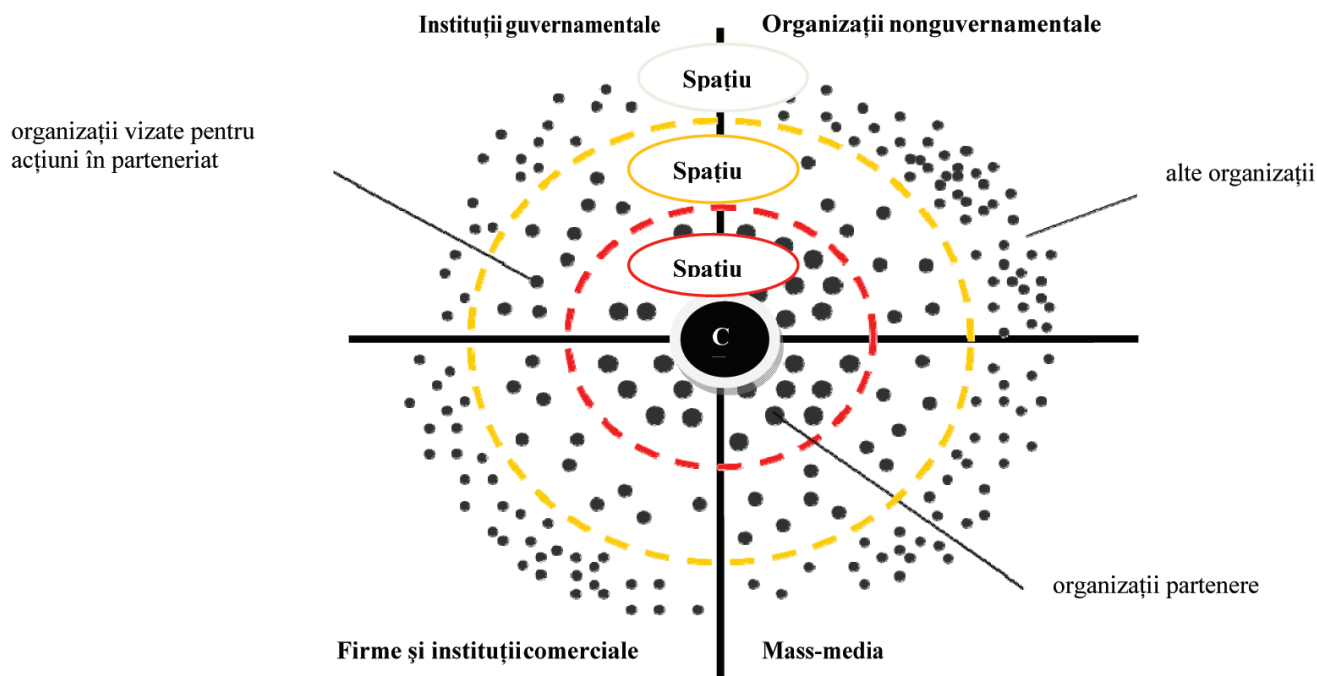 Instituții guvernamentale
Organizații nonguvernamentale
Spațiu
organizații vizate pentru
acțiuni în parteneriat
Spațiu
alte organizații
Spațiu
C
organizații partenere
Firme şi instituții comerciale
Mass-media